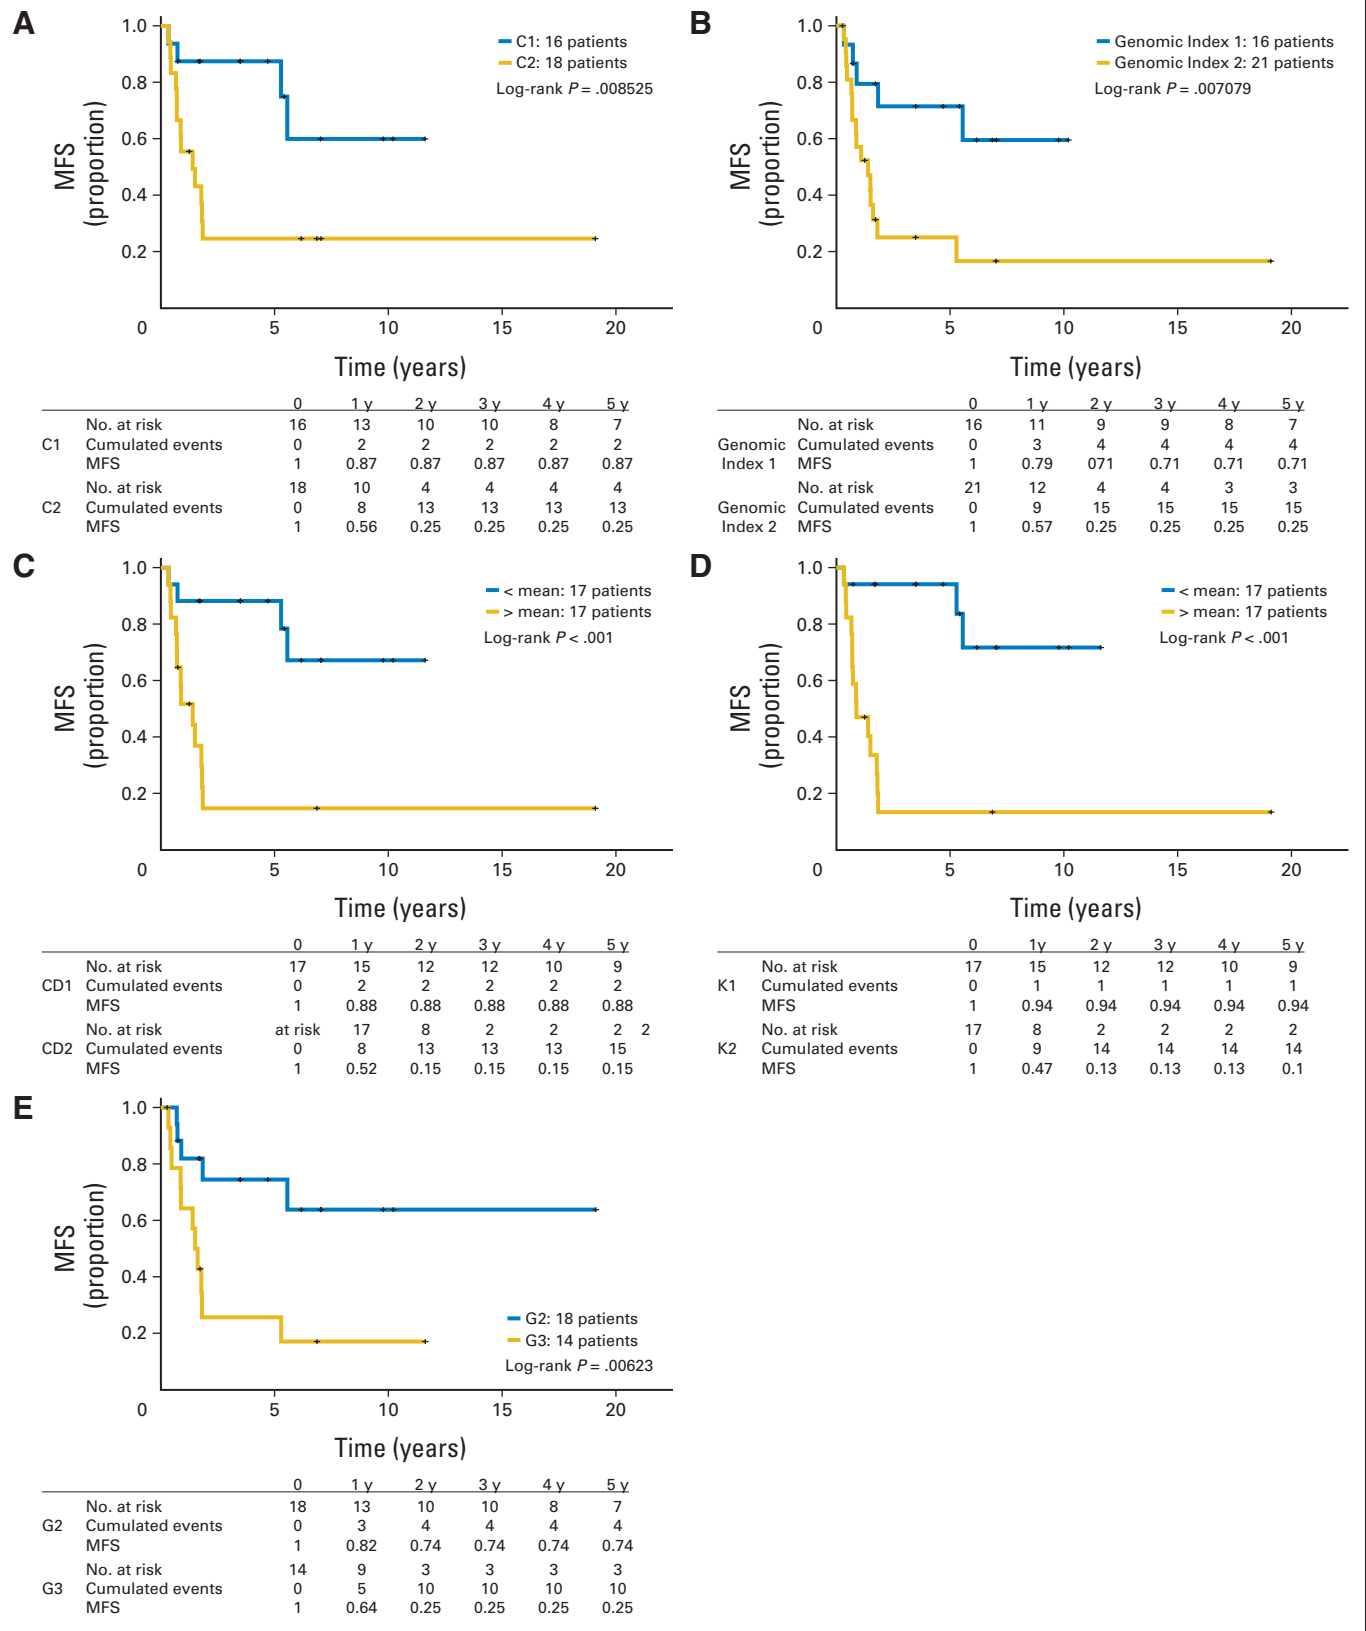 A
1.0
0.8
0.6
0.4
0.2
0
5
10
15
20
MFS
(proportion)
Time (years)
C1: 16 patients
C2: 18 patients
Log-rank P = .008525
0 1 y 2 y 3 y 4 y 5 y
No. at risk 16 13 10 10 8 7
C1 Cumulated events 0 2 2 2 2 2
MFS 1 0.87 0.87 0.87 0.87 0.87
No. at risk 18 10 4 4 4 4
C2 Cumulated events 0 8 13 13 13 13
MFS 1 0.56 0.25 0.25 0.25 0.25
B
1.0
0.8
0.6
0.4
0.2
0
5
10
15
20
MFS
(proportion)
Time (years)
Genomic Index 1: 16 patients
Genomic Index 2: 21 patients
Log-rank P = .007079
0 1 y 2 y 3 y 4 y 5 y
No. at risk 16 11 9 9 8 7
Genomic Cumulated events 0 3 4 4 4 4
Index 1 MFS 1 0.79 071 0.71 0.71 0.71
No. at risk 21 12 4 4 3 3
Genomic Cumulated events 0 9 15 15 15 15
Index 2 MFS 1 0.57 0.25 0.25 0.25 0.25
C
1.0
0.8
0.6
0.4
0.2
0
5
10
15
20
MFS
(proportion)
Time (years)
< mean: 17 patients
> mean: 17 patients
Log-rank P < .001
0 1 y 2 y 3 y 4 y 5 y
No. at risk 17 15 12 12 10 9
CD1 Cumulated events 0 2 2 2 2 2
MFS 1 0.88 0.88 0.88 0.88 0.88
No. at risk at risk 17 8 2 2 2 2
CD2 Cumulated events 0 8 13 13 13 15
MFS 1 0.52 0.15 0.15 0.15 0.15
D
1.0
0.8
0.6
0.4
0.2
0
5
10
15
20
MFS
(proportion)
Time (years)
< mean: 17 patients
> mean: 17 patients
Log-rank P < .001
0 1y 2 y 3 y 4 y 5 y
No. at risk 17 15 12 12 10 9
K1 Cumulated events 0 1 1 1 1 1
MFS 1 0.94 0.94 0.94 0.94 0.94
No. at risk 17 8 2 2 2 2
K2 Cumulated events 0 9 14 14 14 14
MFS 1 0.47 0.13 0.13 0.13 0.1
E
1.0
0.8
0.6
0.4
0.2
0
5
10
15
20
MFS
(proportion)
Time (years)
G2: 18 patients
G3: 14 patients
Log-rank P = .00623
0 1 y 2 y 3 y 4 y 5 y
No. at risk 18 13 10 10 8 7
G2 Cumulated events 0 3 4 4 4 4
MFS 1 0.82 0.74 0.74 0.74 0.74
No. at risk 14 9 3 3 3 3
G3 Cumulated events 0 5 10 10 10 10
MFS 1 0.64 0.25 0.25 0.25 0.25